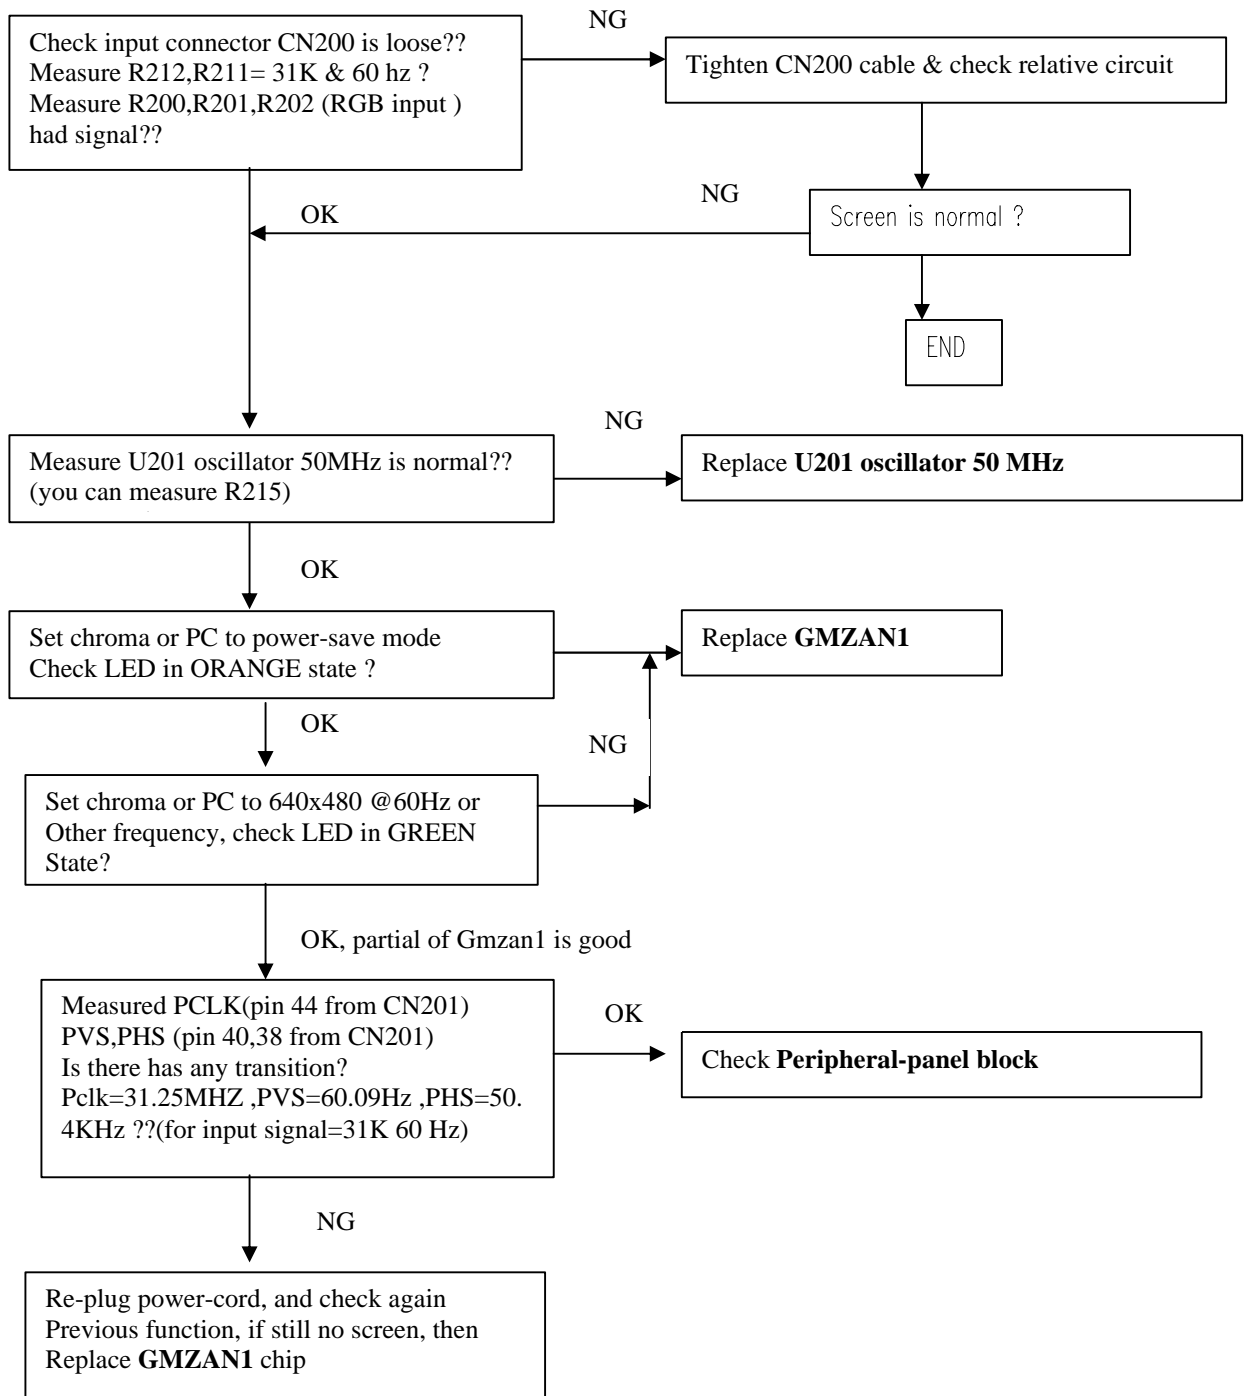 NG
Check input connector CN200 is loose??
Measure R212,R211= 31K & 60 hz ?
Measure R200,R201,R202 (RGB input )
had signal??
Tighten CN200 cable & check relative circuit
NG
OK
Screen is normal ?
END
NG
Measure U201 oscillator 50MHz is normal??
(you can measure R215)
Replace U201 oscillator 50 MHz
OK
Set chroma or PC to power-save mode
Check LED in ORANGE state ?
Replace GMZAN1
OK
NG
Set chroma or PC to 640x480 @60Hz or
Other frequency, check LED in GREEN
State?
OK, partial of Gmzan1 is good
Measured PCLK(pin 44 from CN201)
PVS,PHS (pin 40,38 from CN201)
Is there has any transition?
Pclk=31.25MHZ ,PVS=60.09Hz ,PHS=50.
4KHz ??(for input signal=31K 60 Hz)
OK
Check Peripheral-panel block
NG
Re-plug power-cord, and check again
Previous function, if still no screen, then
Replace GMZAN1 chip